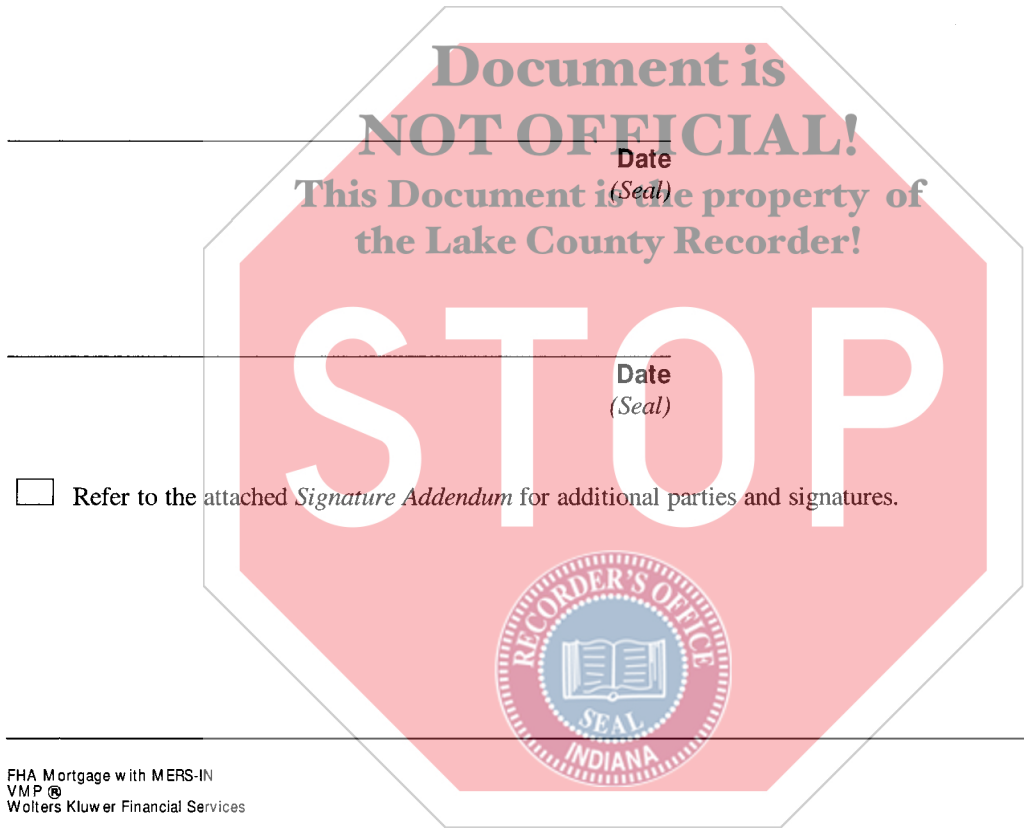 Document is
NOT OFFICIAL!
Date
(Seal)
This Document is the property of
the Lake County Recorder!
STOP
Date
(Seal)
Refer to the attached Signature Addendum for additional parties and signatures.
RECORDER'S OFFICE
SEAL
INDIANA
FHA Mortgage with MERS-IN
VMP ®
Wolters Kluwer Financial Services